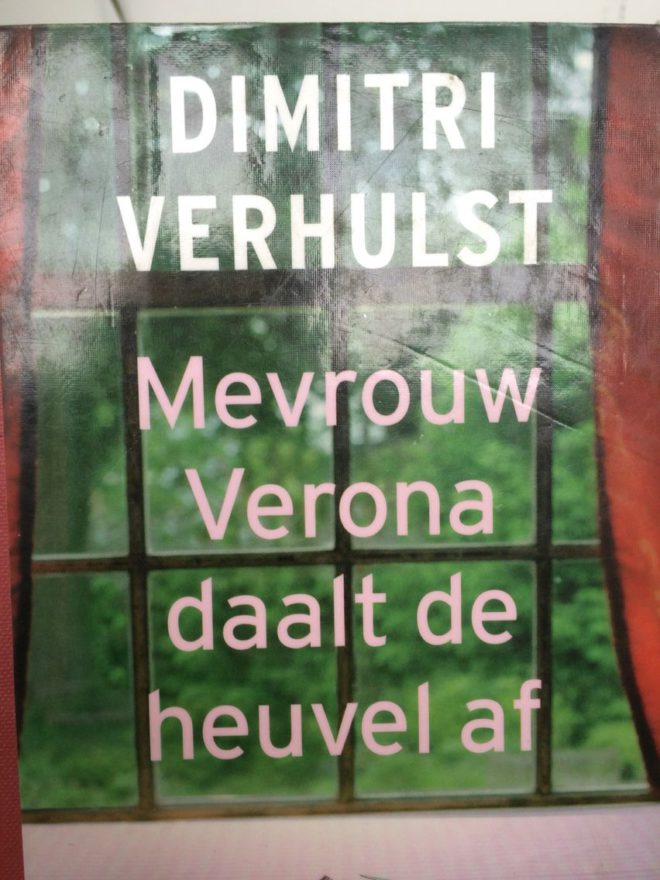 DIMITRI
VERHULST
Mevrouw
Verona
daalt de
heuvel af